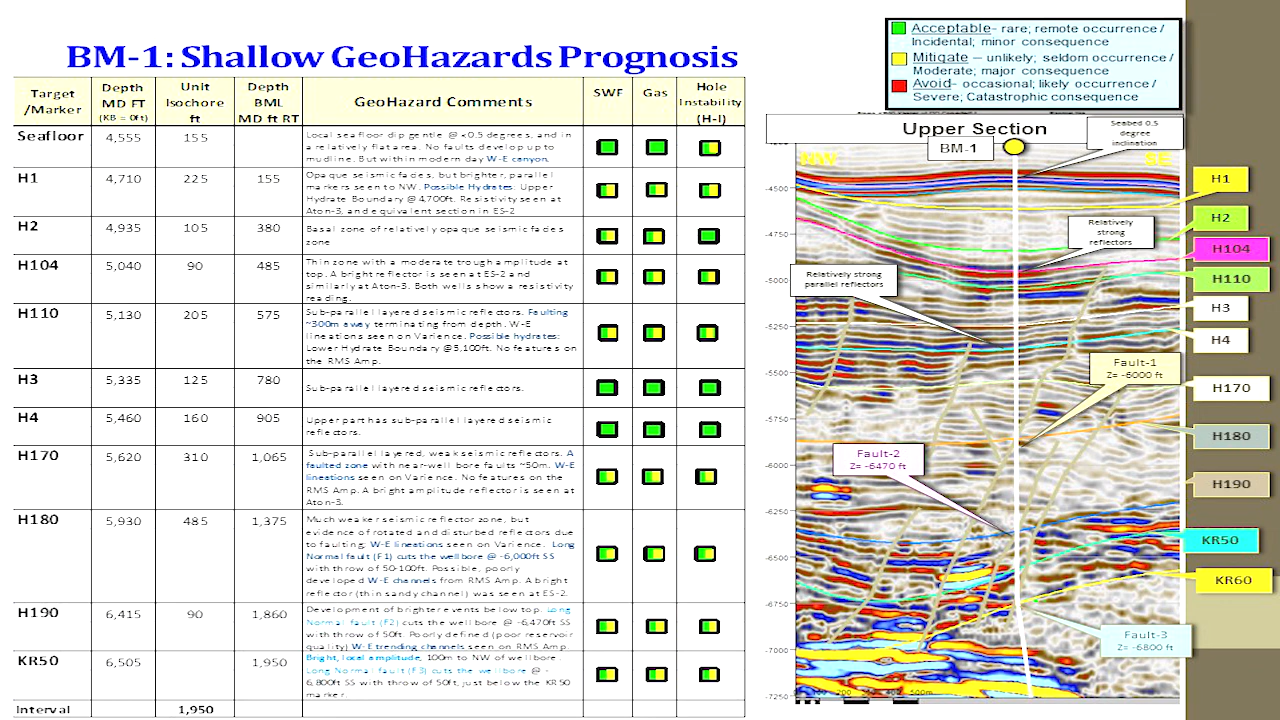 BM-1: Shallow GeoHazards Prognosis
Acceptable- rare; remote occurrence /
Incidental; minor consequence
Mitigate – unlikely; seldom occurrence /
Moderate; major consequence
Avoid- occasional; likely occurrence /
Severe; Catastrophic consequence
Target /Marker
Depth MD FT (KB = 0ft)
Unit Isochore ft
Depth BML MD ft RT
GeoHazard Comments
SWF
Gas
Hole Instability (H-I)
Seafloor 4,555 155
Local seafloor dip gentle @ <0.5 degrees, and in
a relatively flat area. No faults develop up to
mudline. But within modern day W-E canyon.
H1 4,710 225 155
Opaque seismic facies, no brighter, parallel
markers seen to NW. Possible Hydrates: Upper
Hydrate Boundary @ 4,700ft. Resistivity seen at
Aton-3, and equivalent section in ES-2
H2 4,935 105 380
Basal zone of relatively opaque seismic facies
zone
H104 5,040 90 485
Thin zone with a moderate trough amplitude at
top. A bright reflector is seen at ES-2 and
similarly at Aton-3. Both wells show a resistivity
reading.
H110 5,130 205 575
Sub-parallel layered seismic reflectors. Faulting
~300m away terminating from depth. W-E
lineations seen on Varience. Possible hydrates:
Lower Hydrate Boundary @5,100ft. No features on
the RMS Amp.
H3 5,335 125 780
Sub-parallel layered seismic reflectors.
H4 5,460 160 905
Upper part has sub-parallel layered seismic
reflectors.
H170 5,620 310 1,065
Sub-parallel layered, weak seismic reflectors. A
faulted zone with near-well bore faults ~50m. W-E
lineations seen on Varience. No features on the
RMS Amp. A bright amplitude reflector is seen at
Aton-3.
H180 5,930 485 1,375
Much weaker seismic reflector zone, but
evidence of rotated and disturbed reflectors due
to faulting. W-E lineations seen on Varience. Long
Normal fault (F1) cuts the wellbore @ -6,000ft SS
with throw of 50-100ft. Possible, poorly
developed W-E channels from RMS Amp. A bright
reflector (thin sandy channel) was seen at ES-2.
H190 6,415 90 1,860
Development of brighter events below top. Long
Normal fault (F2) cuts the wellbore @ -6,470ft SS
with throw of 50ft. Poorly defined (poor reservoir
quality) W-E trending channels seen on RMS Amp.
KR50 6,505 1,950
Bright, local amplitude, 100m to NW of wellbore.
Long Normal fault (F3) cuts the wellbore @ -
6,800ft SS with throw of 50ft, just below the KR50
marker.
Interval 1,950
Upper Section
BM-1
NW
SE
Seabed 0.5
degree
inclination
Relatively
strong
reflectors
Relatively strong
parallel reflectors
Fault-1
Z= -6000 ft
Fault-2
Z= -6470 ft
Fault-3
Z= -6800 ft
-4500
-4750
-5000
-5250
-5500
-5750
-6000
-6250
-6500
-6750
-7000
-7250
H1
H2
H104
H110
H3
H4
H170
H180
H190
KR50
KR60